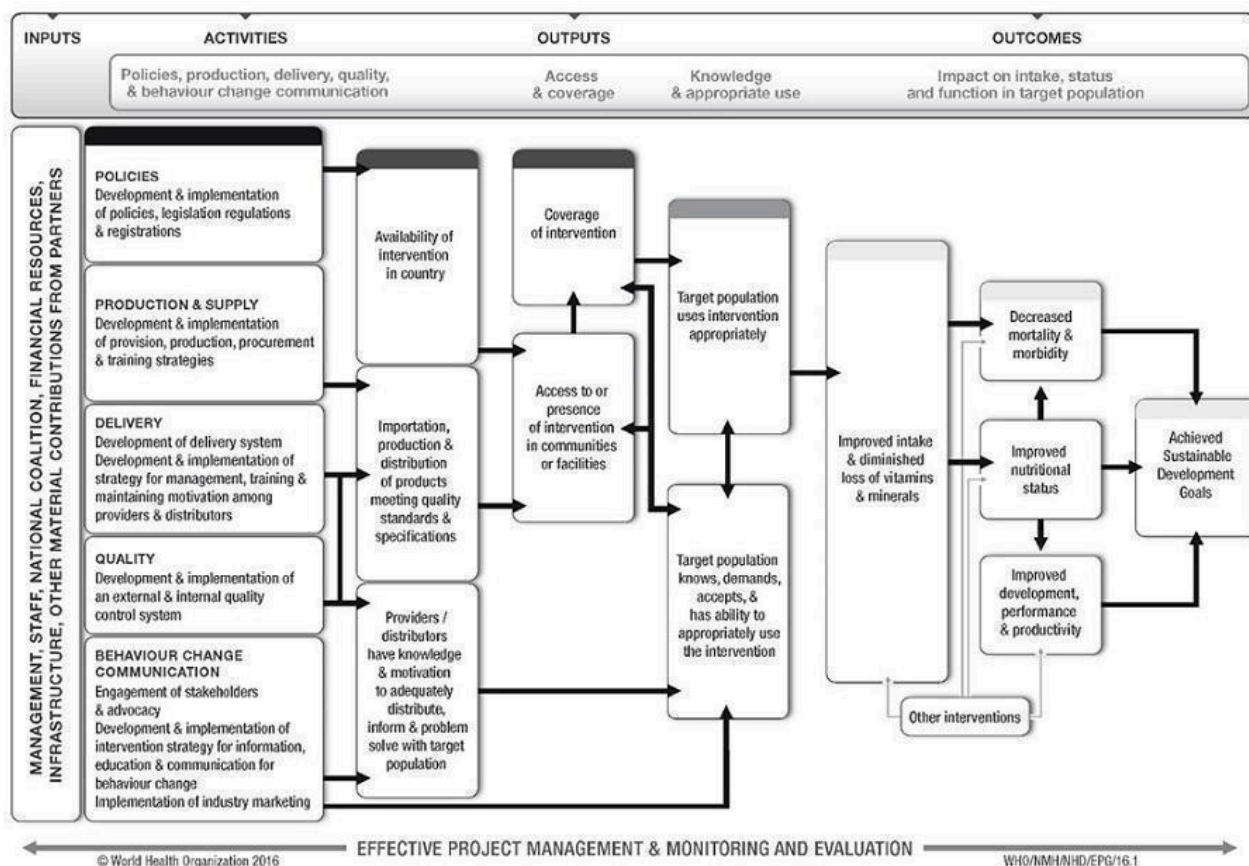 INPUTS
ACTIVITIES
OUTPUTS
OUTCOMES
Policies, production, delivery, quality,
& behaviour change communication
Access
& coverage
Knowledge
& appropriate use
Impact on intake, status
and function in target population
MANAGEMENT, STAFF, NATIONAL COALITION, FINANCIAL RESOURCES,
INFRASTRUCTURE, OTHER MATERIAL CONTRIBUTIONS FROM PARTNERS
POLICIES
Development & implementation
of policies, legislation regulations
& registrations
PRODUCTION & SUPPLY
Development & implementation
of provision, production, procurement
& training strategies
DELIVERY
Development of delivery system
Development & implementation of
strategy for management, training &
maintaining motivation among
providers & distributors
QUALITY
Development & implementation of
an external & internal quality
control system
BEHAVIOUR CHANGE
COMMUNICATION
Engagement of stakeholders
& advocacy
Development & implementation of
intervention strategy for information,
education & communication for
behaviour change
Implementation of industry marketing
Availability of
intervention
in country
Importation,
production &
distribution
of products
meeting quality
standards &
specifications
Providers /
distributors
have knowledge
& motivation
to adequately
distribute,
inform & problem
solve with target
population
Coverage
of intervention
Access to or
presence
of intervention
in communities
or facilities
Target population
uses intervention
appropriately
Target population
knows, demands,
accepts, &
has ability to
appropriately use
the intervention
Improved intake
& diminished
loss of vitamins
& minerals
Decreased
mortality &
morbidity
Improved
nutritional
status
Improved
development,
performance
& productivity
Other interventions
Achieved
Sustainable
Development
Goals
EFFECTIVE PROJECT MANAGEMENT & MONITORING AND EVALUATION
© World Health Organization 2016
WHO/NMH/NHD/EPG/16.1